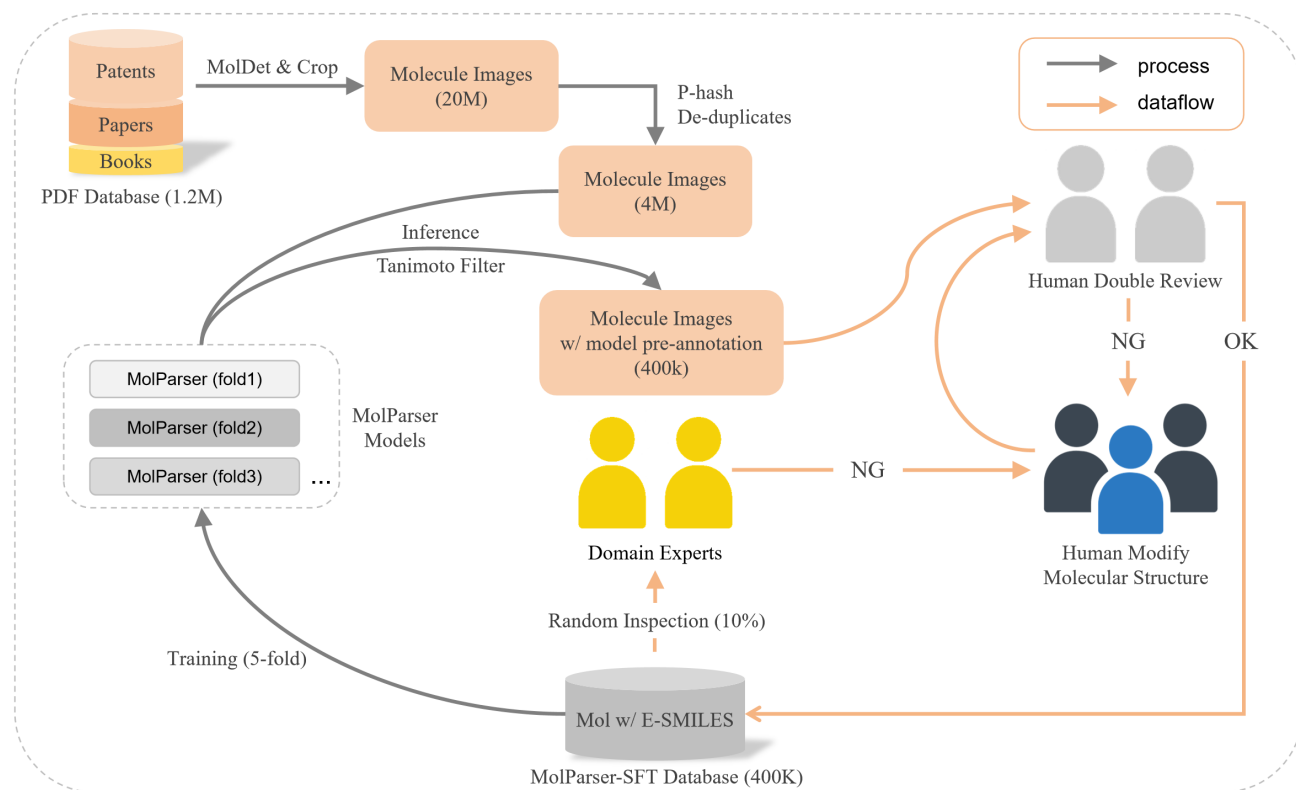 Patents
Papers
Books
PDF Database (1.2M)
MolDet & Crop
Molecule Images
(20M)
P-hash
De-duplicates
process
dataflow
Molecule Images
(4M)
Inference
Tanimoto Filter
Molecule Images
w/ model pre-annotation
(400k)
Human Double Review
NG
OK
MolParser (fold1)
MolParser (fold2)
MolParser (fold3)
...
MolParser
Models
NG
Domain Experts
Human Modify
Molecular Structure
Random Inspection (10%)
Training (5-fold)
Mol w/ E-SMILES
MolParser-SFT Database (400K)